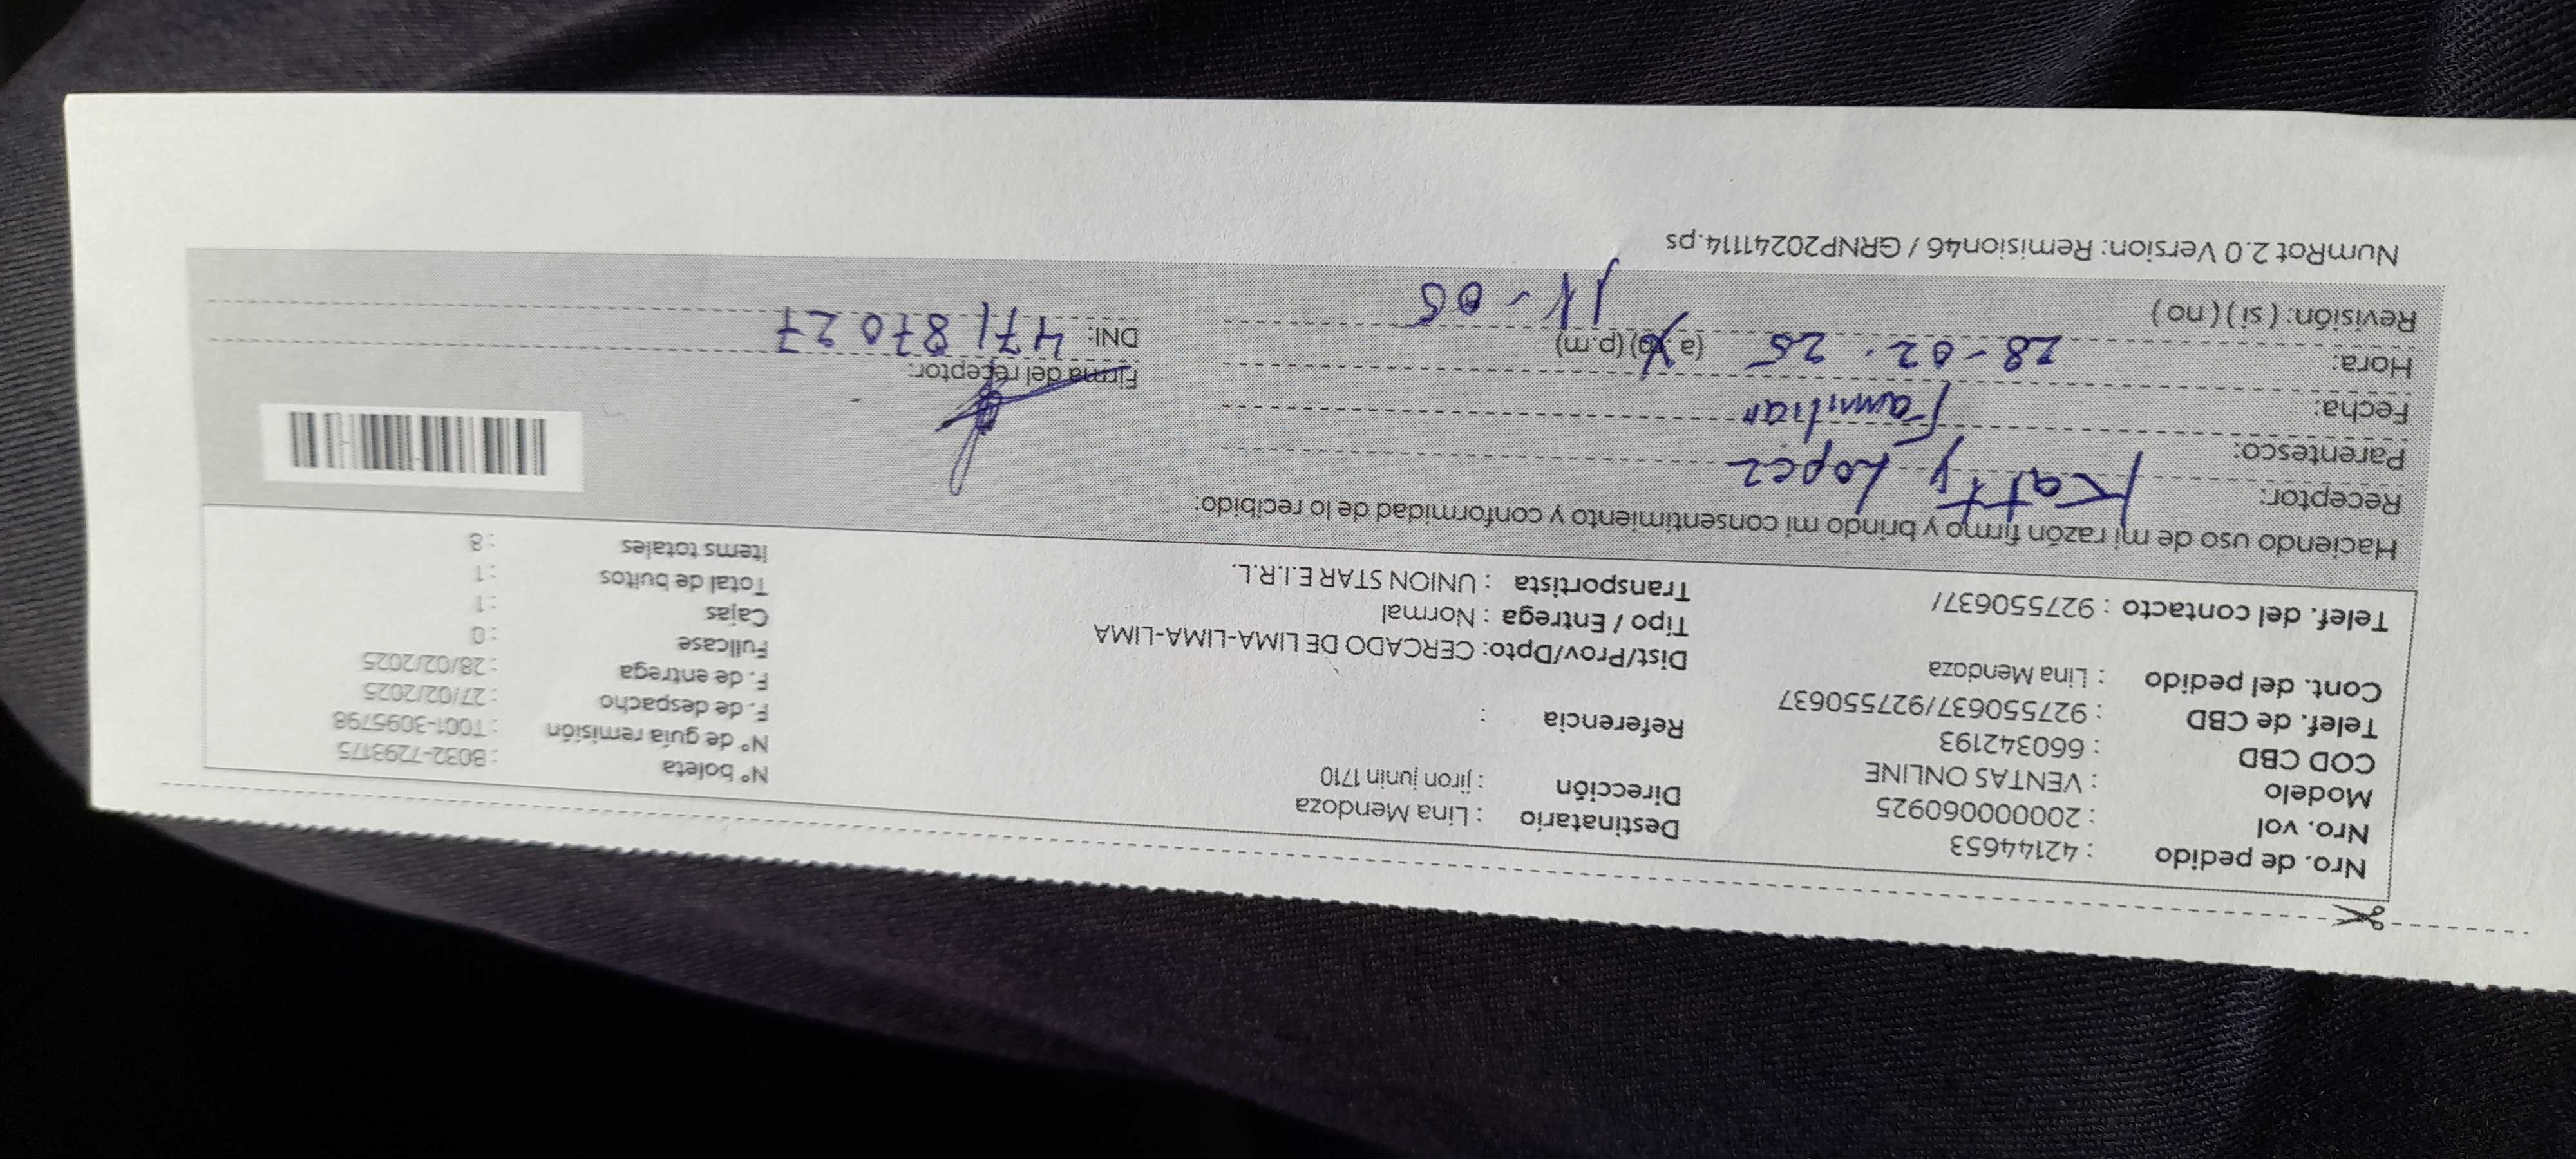 Nro. de pedido : 42144653
Nro. vol : 20000060925
Modelo : VENTAS ONLINE
COD CBD : 660342193
Telef. de CBD : 927550637/927550637
Cont. del pedido : Lina Mendoza
Telef. del contacto : 927550637/
Destinatario : Lina Mendoza
Dirección : jiron junin 1710
Referencia :
Dist/Prov/Dpto: CERCADO DE LIMA-LIMA-LIMA
Tipo / Entrega : Normal
Transportista : UNION STAR E.I.R.L.
N° boleta : B032-7293175
N° de guía remisión : T001-3095798
F. de despacho : 27/02/2025
F. de entrega : 28/02/2025
Fullcase : 0
Cajas : 1
Total de bultos : 1
Items totales : 8
Haciendo uso de mi razón firmo y brindo mi consentimiento y conformidad de lo recibido:
Receptor: Katty Lopez
Parentesco: Familiar
Fecha: 28-02-25
Hora: 11-05 (a.m) (p.m)
Revisión: ( si ) ( no )
Firma del receptor:
DNI: 47187027
NumRot 2.0 Version: Remision46 / GRNP20241114.ps